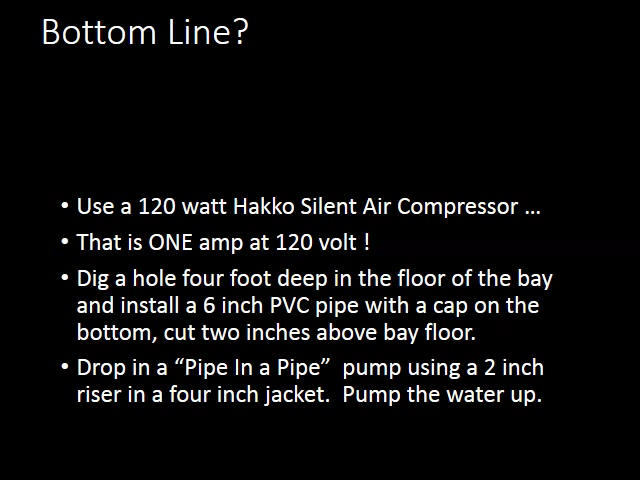 Bottom Line?
• Use a 120 watt Hakko Silent Air Compressor ...
• That is ONE amp at 120 volt !
• Dig a hole four foot deep in the floor of the bay
and install a 6 inch PVC pipe with a cap on the
bottom, cut two inches above bay floor.
• Drop in a “Pipe In a Pipe”  pump using a 2 inch
riser in a four inch jacket.  Pump the water up.